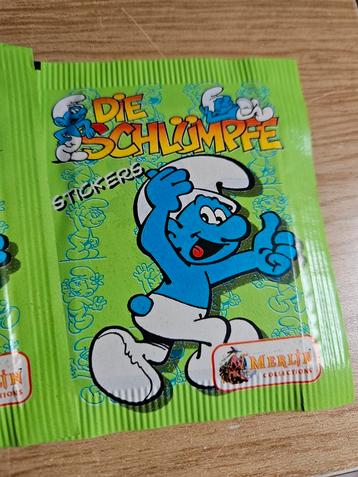 DIE
SCHLÜMPFE
STICKERS
MERLIN
COLLECTIONS